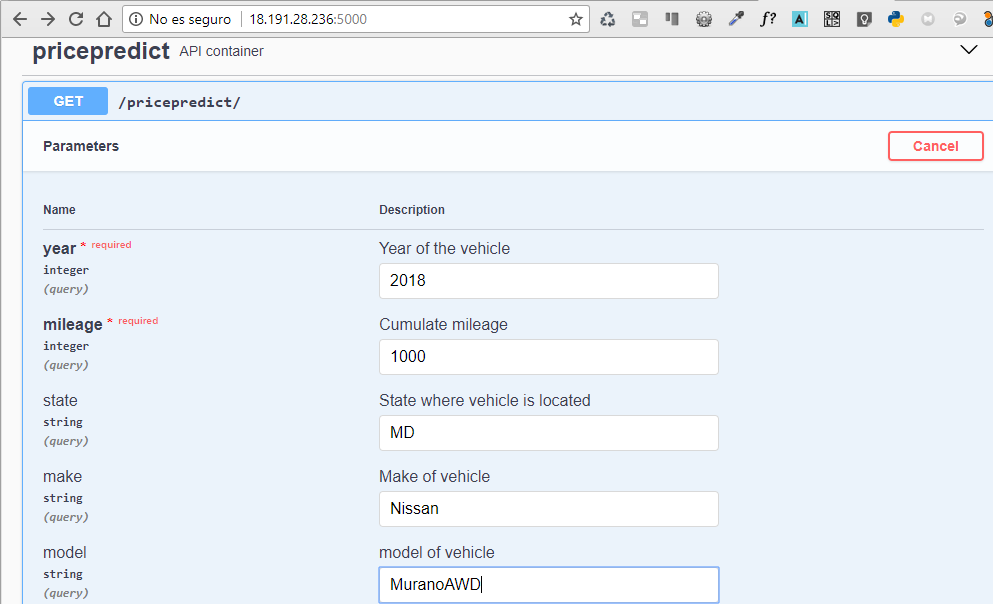 No es seguro 18.191.28.236:5000 f? A SQL
pricepredict API container
GET /pricepredict/
Parameters Cancel
Name Description
year * required Year of the vehicle
integer 2018
(query)
mileage * required Cumulate mileage
integer 1000
(query)
state State where vehicle is located
string MD
(query)
make Make of vehicle
string Nissan
(query)
model model of vehicle
string MuranoAWD
(query)